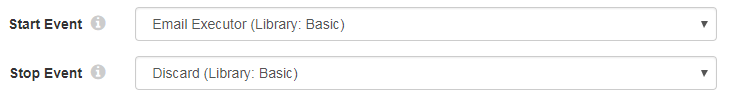 Start Event Email Executor (Library: Basic)
Stop Event Discard (Library: Basic)